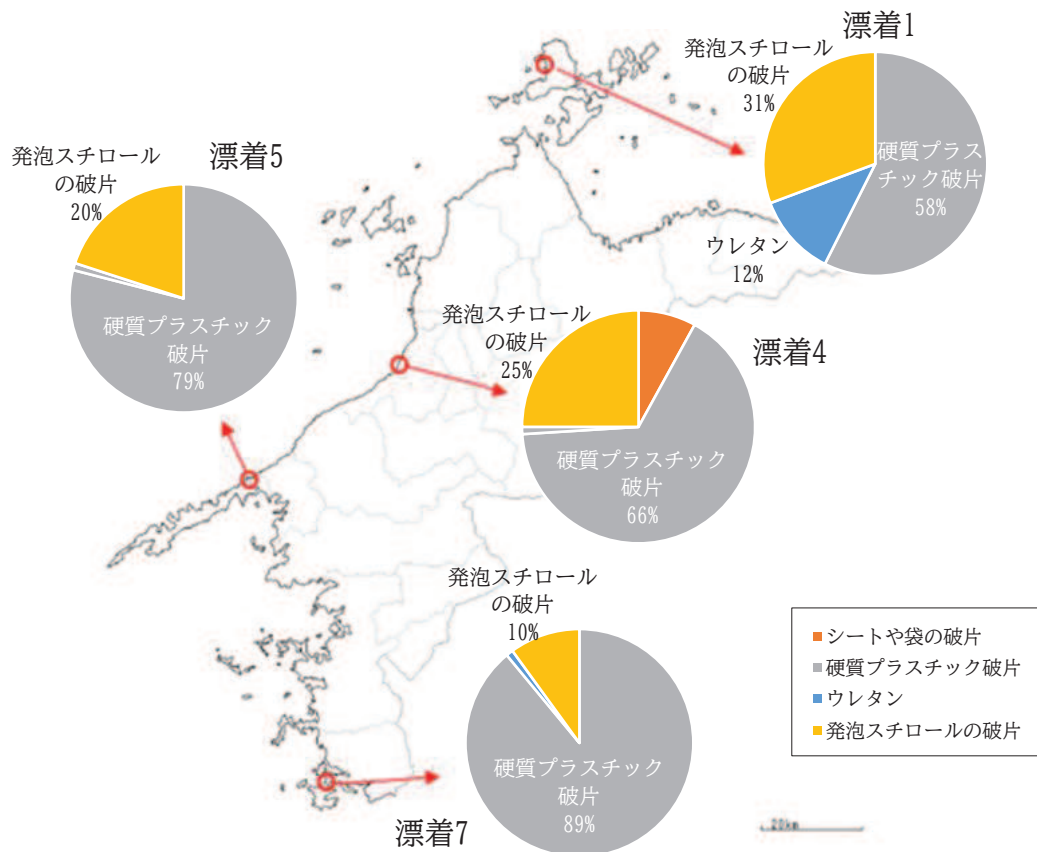 漂着1
発泡スチロール
の破片
31%
硬質プラス
チック破片
58%
ウレタン
12%
漂着5
発泡スチロール
の破片
20%
硬質プラスチック
破片
79%
漂着4
発泡スチロール
の破片
25%
硬質プラスチック
破片
66%
漂着7
発泡スチロール
の破片
10%
硬質プラスチック
破片
89%
シートや袋の破片
硬質プラスチック破片
ウレタン
発泡スチロールの破片
20km